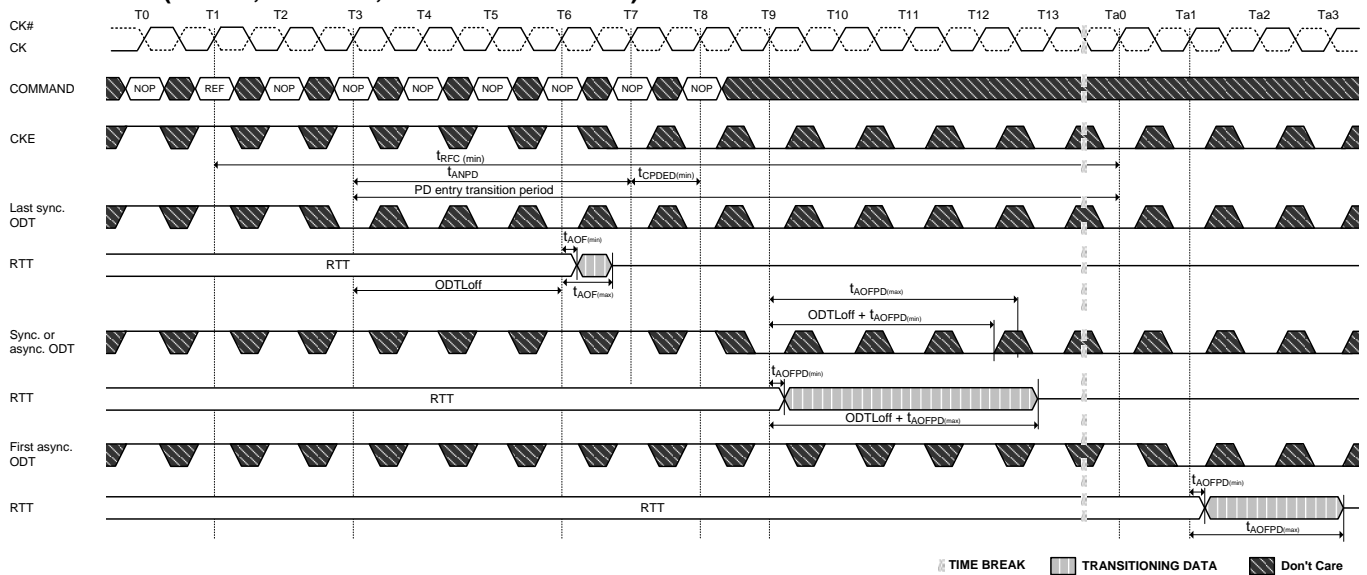 T0 T1 T2 T3 T4 T5 T6 T7 T8 T9 T10 T11 T12 T13 Ta0 Ta1 Ta2 Ta3
CK#
CK
COMMAND NOP REF NOP NOP NOP NOP NOP NOP NOP
CKE
tRFC (min)
tANPD tCPDED(min)
PD entry transition period
Last sync.
ODT
tAOF(min)
RTT RTT
ODTLoff tAOF(max)
tAOFPD(max)
ODTLoff + tAOFPD(min)
Sync. or
async. ODT
tAOFPD(min)
RTT RTT
ODTLoff + tAOFPD(max)
First async.
ODT
tAOFPD(min)
RTT RTT
tAOFPD(max)
TIME BREAK TRANSITIONING DATA Don't Care